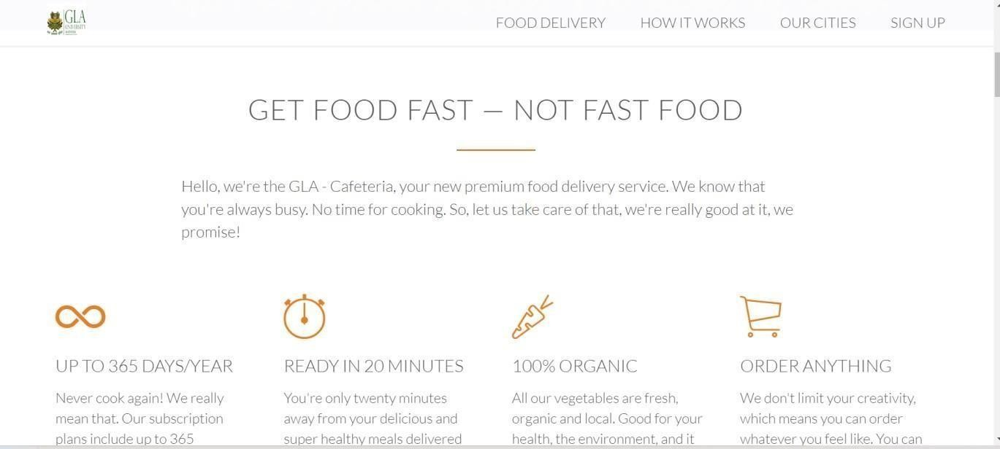 GLA
UNIVERSITY
FOOD DELIVERY
HOW IT WORKS
OUR CITIES
SIGN UP
GET FOOD FAST — NOT FAST FOOD
Hello, we're the GLA - Cafeteria, your new premium food delivery service. We know that
you're always busy. No time for cooking. So, let us take care of that, we're really good at it, we
promise!
UP TO 365 DAYS/YEAR
Never cook again! We really
mean that. Our subscription
plans include up to 365
READY IN 20 MINUTES
You're only twenty minutes
away from your delicious and
super healthy meals delivered
100% ORGANIC
All our vegetables are fresh,
organic and local. Good for your
health, the environment, and it
ORDER ANYTHING
We don't limit your creativity,
which means you can order
whatever you feel like. You can